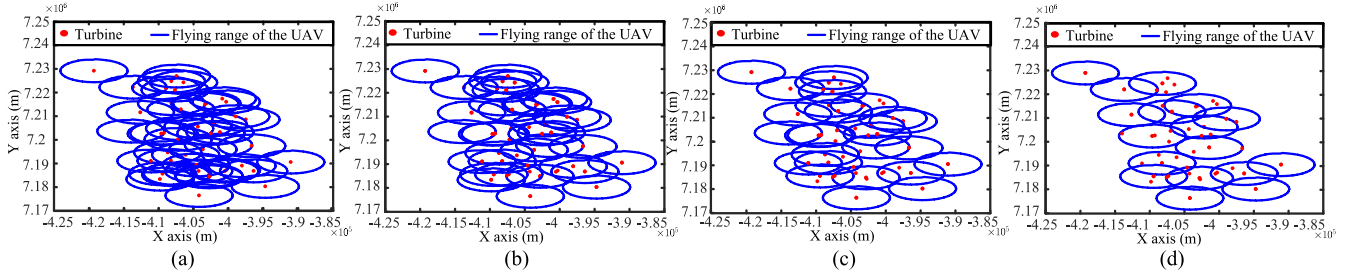 ×10⁶
7.25
7.24
7.23
7.22
7.21
7.2
7.19
7.18
7.17
Y axis (m)
Turbine
Flying range of the UAV
-4.25 -4.2 -4.15 -4.1 -4.05 -4 -3.95 -3.85
X axis (m)
×10⁵
(a)
×10⁶
7.25
7.24
7.23
7.22
7.21
7.2
7.19
7.18
7.17
Y axis (m)
Turbine
Flying range of the UAV
-4.25 -4.2 -4.15 -4.1 -4.05 -4 -3.95 -3.85
X axis (m)
×10⁵
(b)
×10⁶
7.25
7.24
7.23
7.22
7.21
7.2
7.19
7.18
7.17
Y axis (m)
Turbine
Flying range of the UAV
-4.25 -4.2 -4.15 -4.1 -4.05 -4 -3.95 -3.85
X axis (m)
×10⁵
(c)
×10⁶
7.25
7.24
7.23
7.22
7.21
7.2
7.19
7.18
7.17
Y axis (m)
Turbine
Flying range of the UAV
-4.25 -4.2 -4.15 -4.1 -4.05 -4 -3.95 -3.85
X axis (m)
×10⁵
(d)